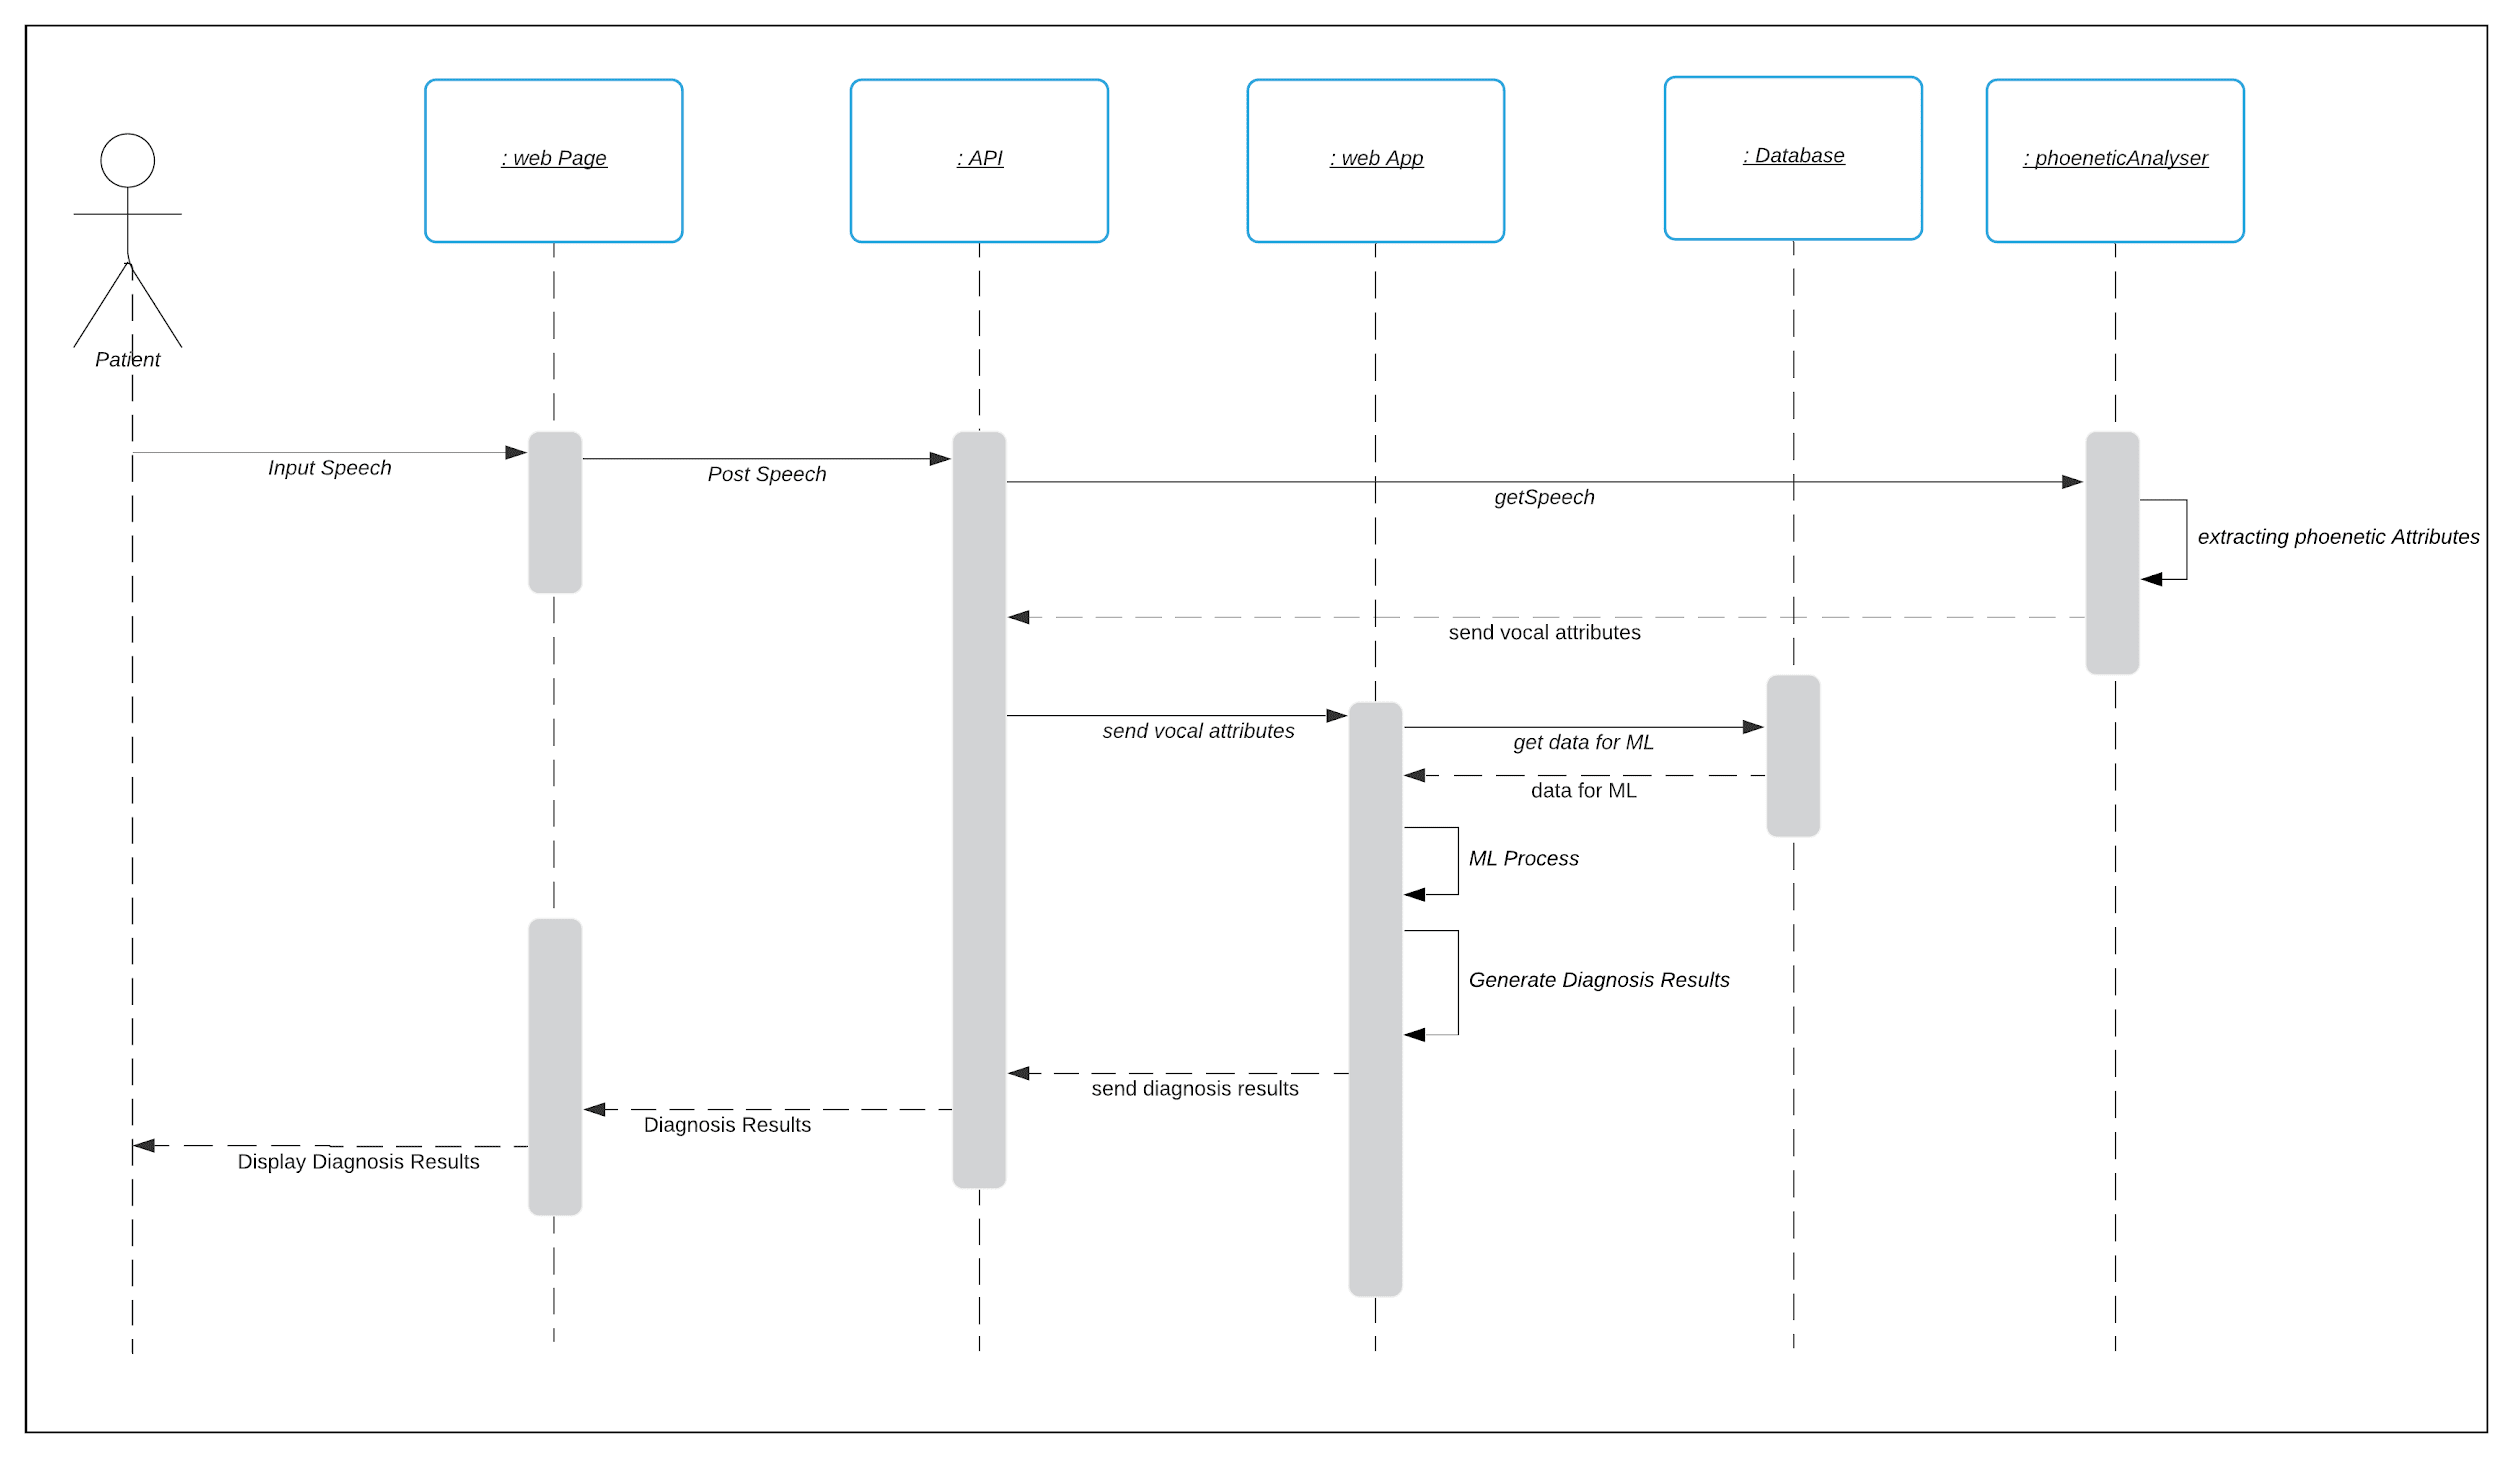 : web Page
: API
: web App
: Database
: phoeneticAnalyser
Patient
Input Speech
Post Speech
getSpeech
extracting phoenetic Attributes
send vocal attributes
send vocal attributes
get data for ML
data for ML
ML Process
Generate Diagnosis Results
send diagnosis results
Diagnosis Results
Display Diagnosis Results